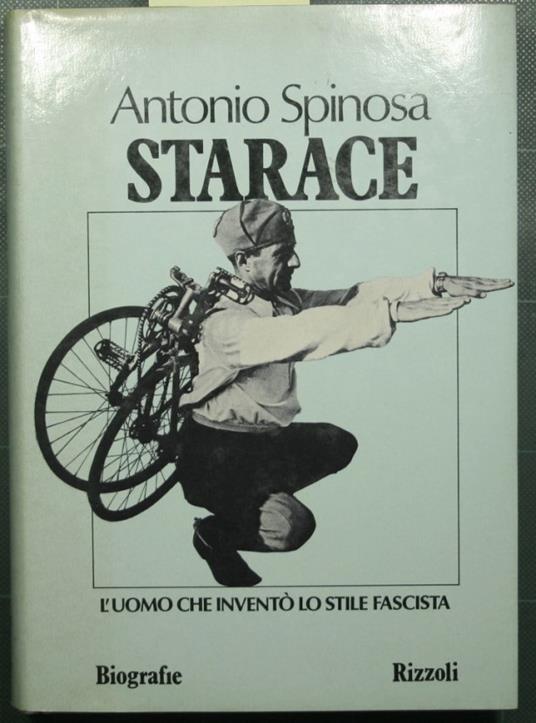 Antonio Spinosa
STARACE
L'UOMO CHE INVENTÒ LO STILE FASCISTA
Biografie
Rizzoli